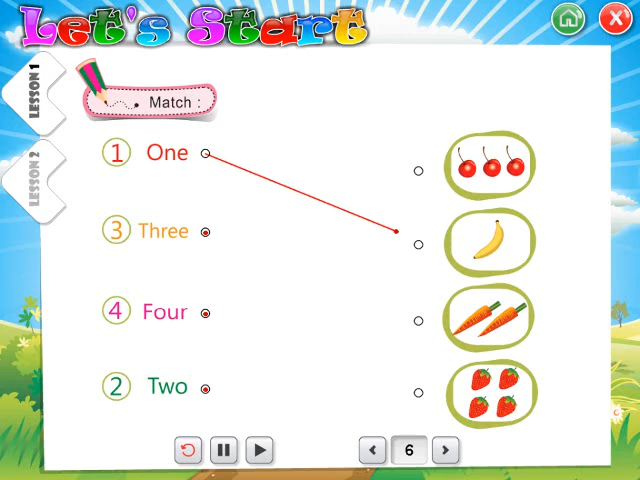 Let's Start
LESSON 1
LESSON 2
Match :
1 One
3 Three
4 Four
2 Two
6